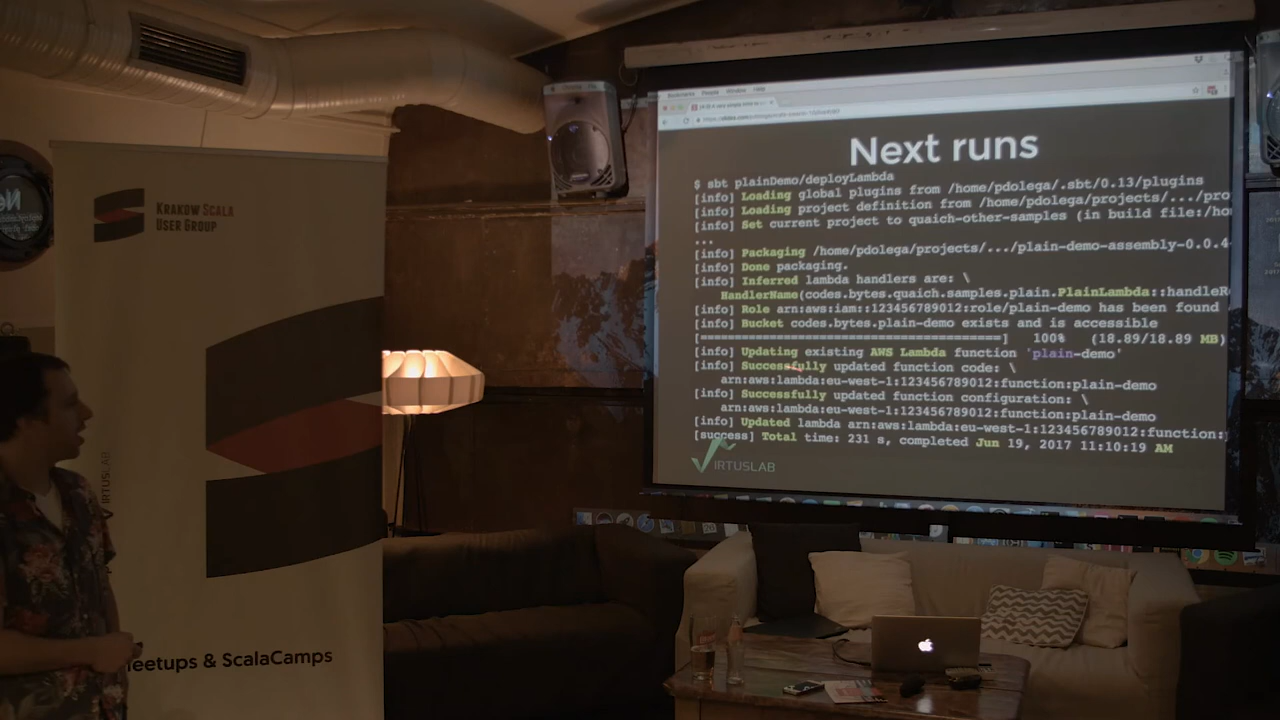 KRAKOW SCALA
USER GROUP
IRTUSLAB
Meetups & ScalaCamps
Bookmarks People Window Help
Next runs
$ sbt plainDemo/deployLambda
[info] Loading global plugins from /home/pdolega/.sbt/0.13/plugins
[info] Loading project definition from /home/pdolega/projects/.../pro
[info] Set current project to quaich-other-samples (in build file:/ho
...
[info] Packaging /home/pdolega/projects/.../plain-demo-assembly-0.0.4-
[info] Done packaging.
[info] Inferred lambda handlers are: \
HandlerName(codes.bytes.quaich.samples.plain.PlainLambda::handleR
[info] Role arn:aws:iam::123456789012:role/plain-demo has been found
[info] Bucket codes.bytes.plain-demo exists and is accessible
[==================================================] 100% (18.89/18.89 MB)
[info] Updating existing AWS Lambda function 'plain-demo'
[info] Successfully updated function code: \
arn:aws:lambda:eu-west-1:123456789012:function:plain-demo
[info] Successfully updated function configuration: \
arn:aws:lambda:eu-west-1:123456789012:function:plain-demo
[info] Updated lambda arn:aws:lambda:eu-west-1:123456789012:function:
[success] Total time: 231 s, completed Jun 19, 2017 11:10:19 AM
VIRTUSLAB